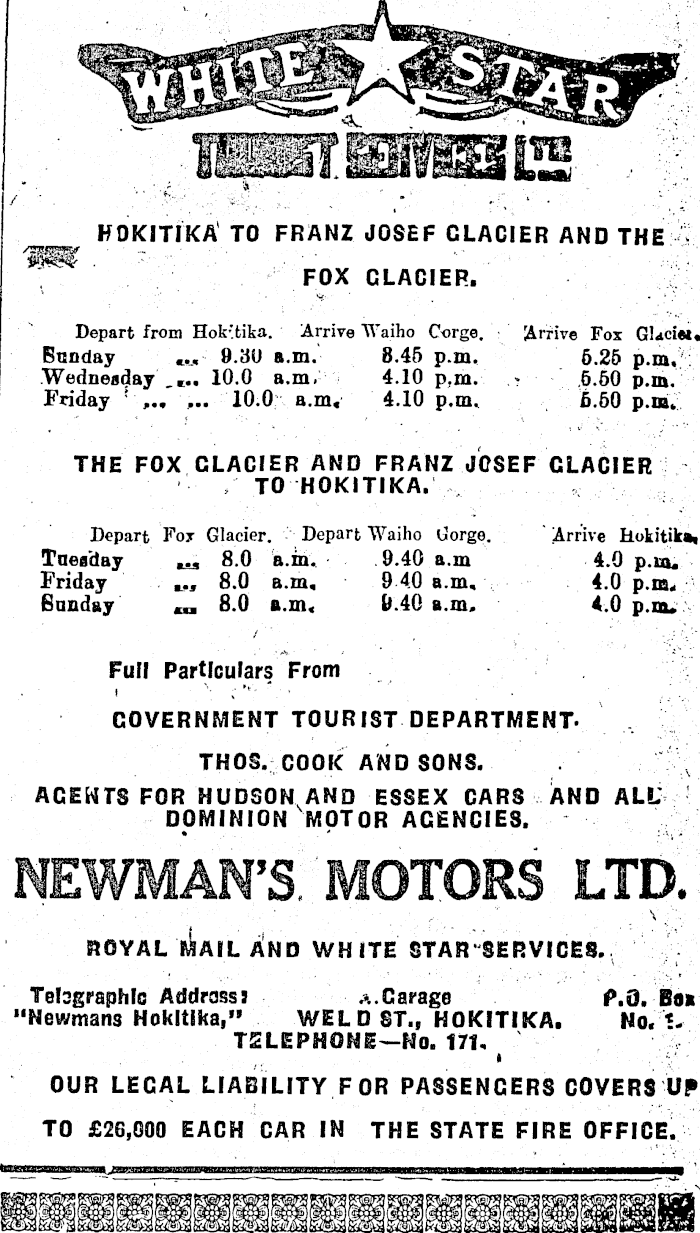 WHITE STAR
HOKITIKA TO FRANZ JOSEF GLACIER AND THE
FOX GLACIER.
Depart from Hokitika. Arrive Waiho Gorge. Arrive Fox Glacier.
Sunday ... 9.30 a.m. 8.45 p.m. 5.25 p.m.
Wednesday ... 10.0 a.m. 4.10 p.m. 5.50 p.m.
Friday ... ... 10.0 a.m. 4.10 p.m. 5.50 p.m.
THE FOX GLACIER AND FRANZ JOSEF GLACIER
TO HOKITIKA.
Depart Fox Glacier. Depart Waiho Gorge. Arrive Hokitika.
Tuesday ... 8.0 a.m. 9.40 a.m 4.0 p.m.
Friday ... 8.0 a.m. 9.40 a.m. 4.0 p.m.
Sunday ... 8.0 a.m. 9.40 a.m. 4.0 p.m.
Full Particulars From
GOVERNMENT TOURIST DEPARTMENT.
THOS. COOK AND SONS.
AGENTS FOR HUDSON AND ESSEX CARS AND ALL
DOMINION MOTOR AGENCIES.
NEWMAN'S MOTORS LTD.
ROYAL MAIL AND WHITE STAR SERVICES.
Telegraphic Address: Garage P.O. Box
"Newmans Hokitika," WELD ST., HOKITIKA. No.
TELEPHONE—No. 171.
OUR LEGAL LIABILITY FOR PASSENGERS COVERS UP
TO £26,000 EACH CAR IN THE STATE FIRE OFFICE.